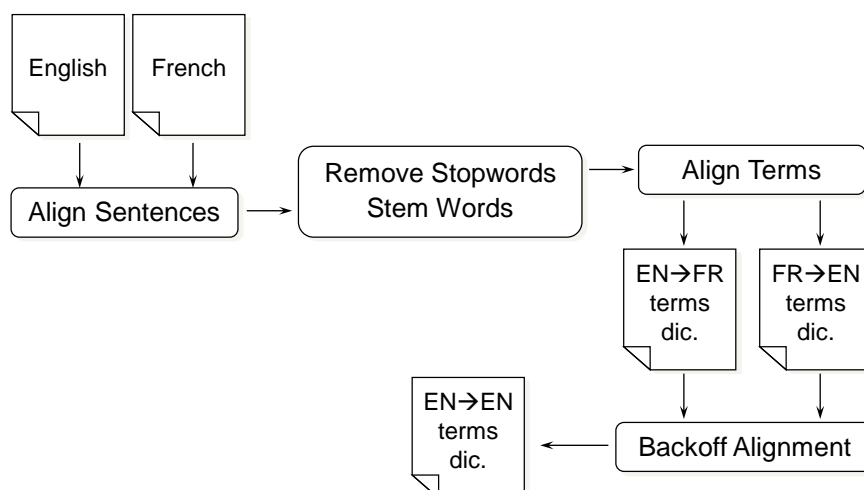 English
French
Align Sentences
Remove Stopwords
Stem Words
Align Terms
EN→FR
terms
dic.
FR→EN
terms
dic.
EN→EN
terms
dic.
Backoff Alignment